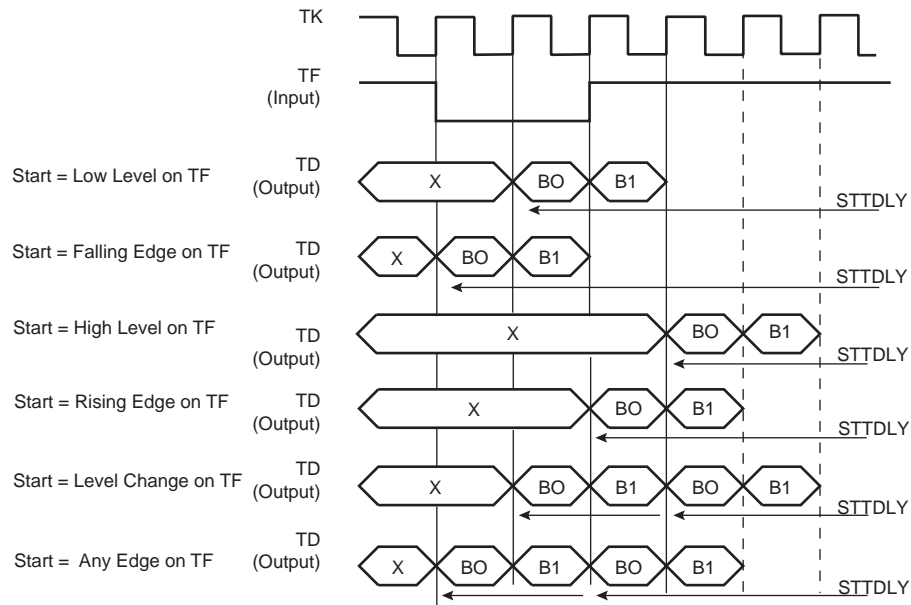 TK
TF
(Input)
Start = Low Level on TF
TD
(Output)
X
BO
B1
STTDLY
Start = Falling Edge on TF
TD
(Output)
X
BO
B1
STTDLY
Start = High Level on TF
TD
(Output)
X
BO
B1
STTDLY
Start = Rising Edge on TF
TD
(Output)
X
BO
B1
STTDLY
Start = Level Change on TF
TD
(Output)
X
BO
B1
BO
B1
STTDLY
Start = Any Edge on TF
TD
(Output)
X
BO
B1
BO
B1
STTDLY